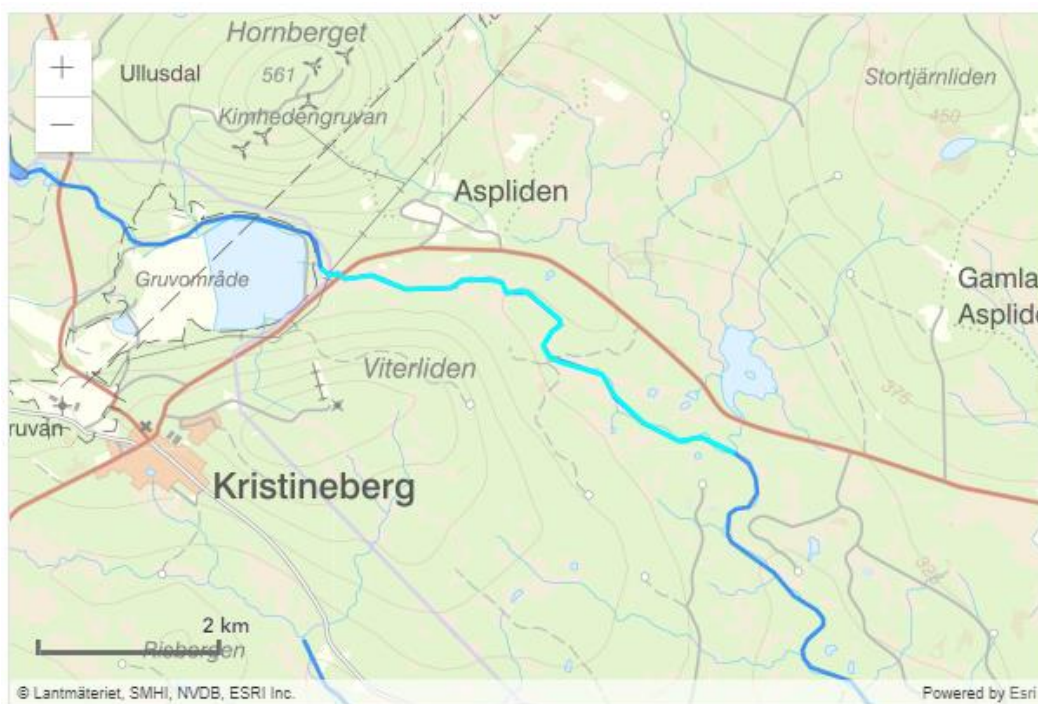 Hornberget
561
Ullusdal
Kimhedengruvan
Stortjärnliden
450
+
−
Aspliden
Gruvområde
Gamla
Asplide
Viterliden
375
ruvan
Kristineberg
325
2 km
Riebergen
© Lantmäteriet, SMHI, NVDB, ESRI Inc.
Powered by Esri